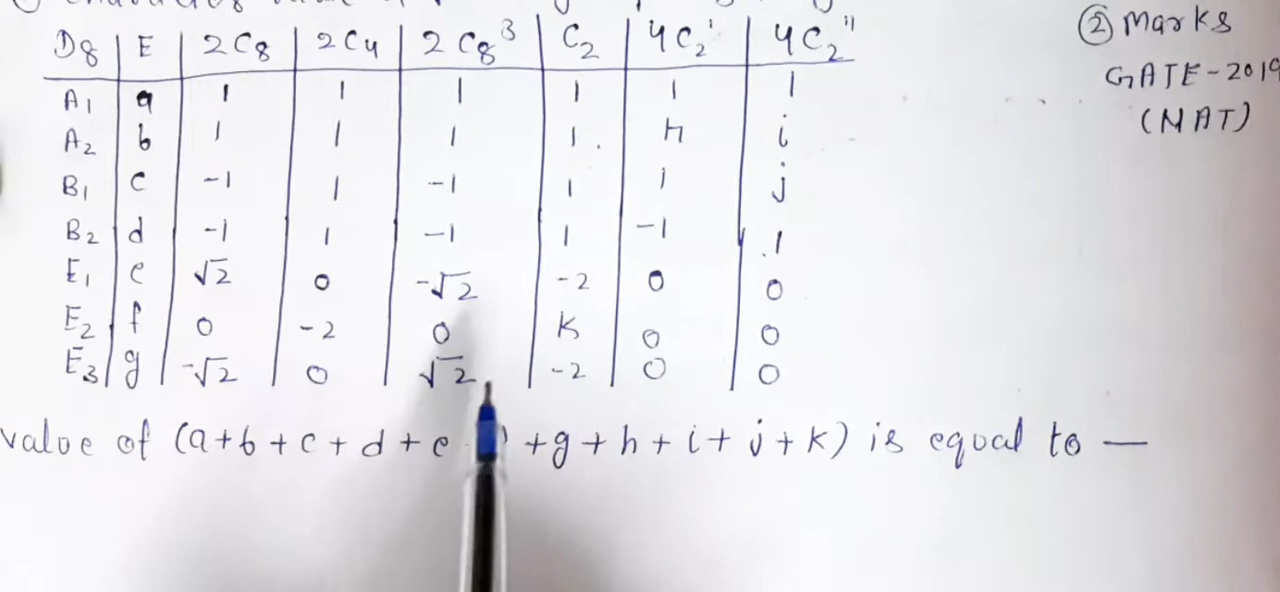 D8 | E | 2C8 | 2C4 | 2C8³ | C2 | 4C2' | 4C2''
A1 | a | 1 | 1 | 1 | 1 | 1 | 1
A2 | b | 1 | 1 | 1 | 1 | h | i
B1 | c | -1 | 1 | -1 | 1 | 1 | j
B2 | d | -1 | 1 | -1 | 1 | -1 | 1
E1 | e | √2 | 0 | -√2 | -2 | 0 | 0
E2 | f | 0 | -2 | 0 | K | 0 | 0
E3 | g | -√2 | 0 | √2 | -2 | 0 | 0
② Marks
GATE-2019
(MAT)
value of (a+b+c+d+e +g+h+i+j+k) is equal to —